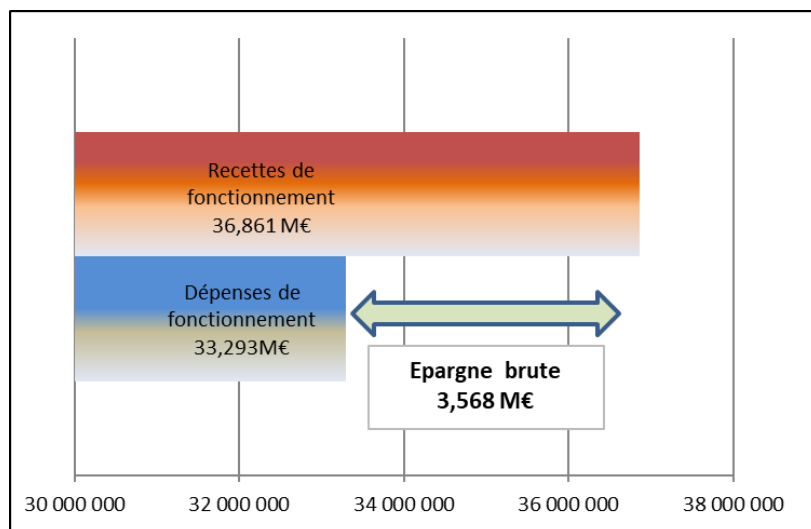 Recettes de
fonctionnement
36,861 M€
Dépenses de
fonctionnement
33,293M€
Epargne brute
3,568 M€
30 000 000 32 000 000 34 000 000 36 000 000 38 000 000